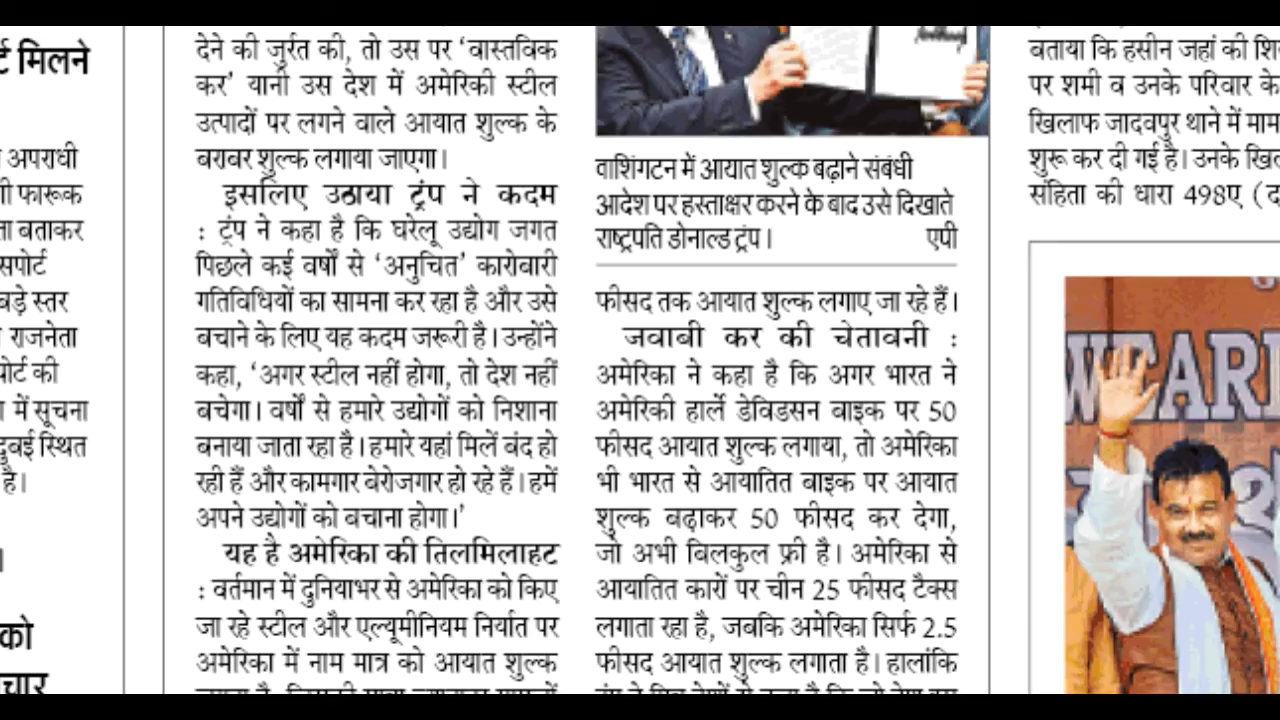 र्ट मिलने
अपराधी
फारूक
बताकर
सपोर्ट
बड़े स्तर
राजनेता
की
में सूचना
दुबई स्थित
है।
को
देने की जुर्रत की, तो उस पर ‘वास्तविक
कर’ यानी उस देश में अमेरिकी स्टील
उत्पादों पर लगने वाले आयात शुल्क के
बराबर शुल्क लगाया जाएगा।
इसलिए उठाया ट्रंप ने कदम
: ट्रंप ने कहा है कि घरेलू उद्योग जगत
पिछले कई वर्षों से ‘अनुचित’ कारोबारी
गतिविधियों का सामना कर रहा है और उसे
बचाने के लिए यह कदम जरूरी है। उन्होंने
कहा, ‘अगर स्टील नहीं होगा, तो देश नहीं
बचेगा। वर्षों से हमारे उद्योगों को निशाना
बनाया जाता रहा है। हमारे यहां मिलें बंद हो
रही हैं और कामगार बेरोजगार हो रहे हैं। हमें
अपने उद्योगों को बचाना होगा।’
यह है अमेरिका की तिलमिलाहट
: वर्तमान में दुनियाभर से अमेरिका को किए
जा रहे स्टील और एल्यूमीनियम निर्यात पर
अमेरिका में नाम मात्र को आयात शुल्क
वाशिंगटन में आयात शुल्क बढ़ाने संबंधी
आदेश पर हस्ताक्षर करने के बाद उसे दिखाते
राष्ट्रपति डोनाल्ड ट्रंप। एपी
फीसद तक आयात शुल्क लगाए जा रहे हैं।
जवाबी कर की चेतावनी :
अमेरिका ने कहा है कि अगर भारत ने
अमेरिकी हार्ले डेविडसन बाइक पर 50
फीसद आयात शुल्क लगाया, तो अमेरिका
भी भारत से आयातित बाइक पर आयात
शुल्क बढ़ाकर 50 फीसद कर देगा,
जो अभी बिलकुल फ्री है। अमेरिका से
आयातित कारों पर चीन 25 फीसद टैक्स
लगाता रहा है, जबकि अमेरिका सिर्फ 2.5
फीसद आयात शुल्क लगाता है। हालांकि
बताया कि हसीन जहां की शि
पर शमी व उनके परिवार के
खिलाफ जादवपुर थाने में माम
शुरू कर दी गई है। उनके खिल
संहिता की धारा 498ए (द